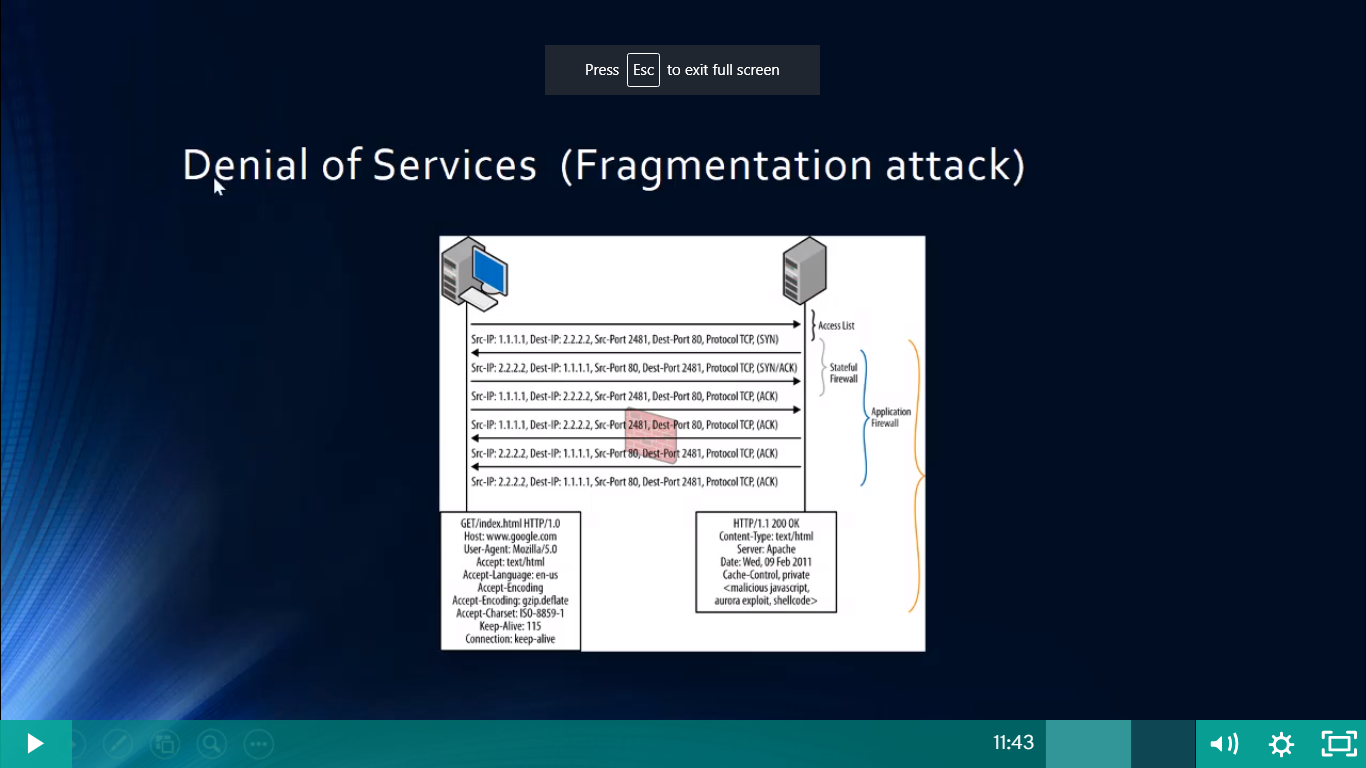 Press Esc to exit full screen
Denial of Services (Fragmentation attack)
Access List
Src-IP: 1.1.1.1, Dest-IP: 2.2.2.2, Src-Port 2481, Dest-Port 80, Protocol TCP, (SYN)
Src-IP: 2.2.2.2, Dest-IP: 1.1.1.1, Src-Port 80, Dest-Port 2481, Protocol TCP, (SYN/ACK)
Stateful
Firewall
Src-IP: 1.1.1.1, Dest-IP: 2.2.2.2, Src-Port 2481, Dest-Port 80, Protocol TCP, (ACK)
Application
Firewall
Src-IP: 1.1.1.1, Dest-IP: 2.2.2.2, Src-Port 2481, Dest-Port 80, Protocol TCP, (ACK)
Src-IP: 2.2.2.2, Dest-IP: 1.1.1.1, Src-Port 80, Dest-Port 2481, Protocol TCP, (ACK)
Src-IP: 2.2.2.2, Dest-IP: 1.1.1.1, Src-Port 80, Dest-Port 2481, Protocol TCP, (ACK)
GET/index.html HTTP/1.0
Host: www.google.com
User-Agent: Mozilla/5.0
Accept: text/html
Accept-Language: en-us
Accept-Encoding
Accept-Encoding: gzip.deflate
Accept-Charset: ISO-8859-1
Keep-Alive: 115
Connection: keep-alive
HTTP/1.1 200 OK
Content-Type: text/html
Server: Apache
Date: Wed, 09 Feb 2011
Cache-Control, private
<malicious javascript,
aurora exploit, shellcode>
11:43